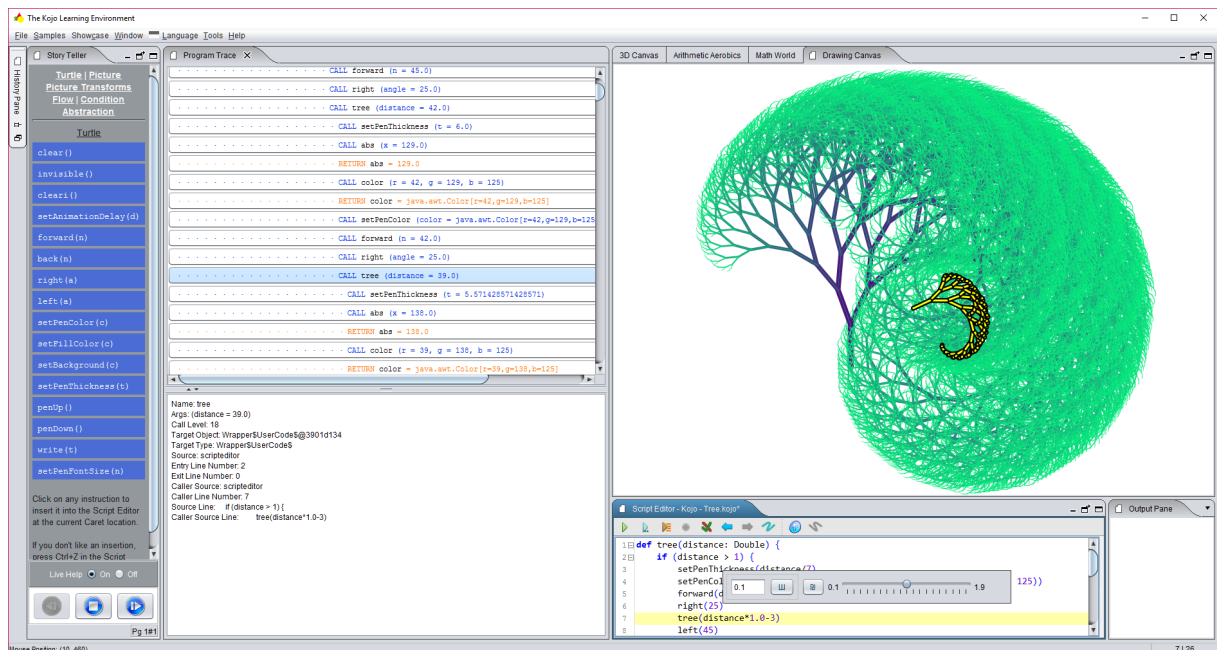 The Kojo Learning Environment
File Samples Showcase Window Language Tools Help
History Pane
Story Teller
Turtle | Picture
Picture Transforms
Flow | Condition
Abstraction
Turtle
clear()
invisible()
cleari()
setAnimationDelay(d)
forward(n)
back(n)
right(a)
left(a)
setPenColor(c)
setFillColor(c)
setBackground(c)
setPenThickness(t)
penUp()
penDown()
write(t)
setPenFontSize(n)
Click on any instruction to
insert it into the Script Editor
at the current Caret location.
If you don't like an insertion,
press Ctrl+Z in the Script
Live Help On Off
Pg 1#1
Program Trace
CALL forward (n = 45.0)
CALL right (angle = 25.0)
CALL tree (distance = 42.0)
CALL setPenThickness (t = 6.0)
CALL abs (x = 129.0)
RETURN abs = 129.0
CALL color (r = 42, g = 129, b = 125)
RETURN color = java.awt.Color[r=42,g=129,b=125]
CALL setPenColor (color = java.awt.Color[r=42,g=129,b=125
CALL forward (n = 42.0)
CALL right (angle = 25.0)
CALL tree (distance = 39.0)
CALL setPenThickness (t = 5.571428571428571)
CALL abs (x = 138.0)
RETURN abs = 138.0
CALL color (r = 39, g = 138, b = 125)
RETURN color = java.awt.Color[r=39,g=138,b=125]
Name: tree
Args: (distance = 39.0)
Call Level: 18
Target Object: Wrapper$UserCode$@3901d134
Target Type: Wrapper$UserCode$
Source: scripteditor
Entry Line Number: 2
Exit Line Number: 0
Caller Source: scripteditor
Caller Line Number: 7
Source Line: if (distance > 1) {
Caller Source Line: tree(distance*1.0-3)
3D Canvas Arithmetic Aerobics Math World Drawing Canvas
Script Editor - Kojo - Tree.kojo*
1 def tree(distance: Double) {
2 if (distance > 1) {
3 setPenThickness(distance/7)
4 setPenCol 125))
5 forward(d
6 right(25)
7 tree(distance*1.0-3)
8 left(45)
0.1 0.1 1.9
Output Pane
Mouse Position: (10, 460)
7|26